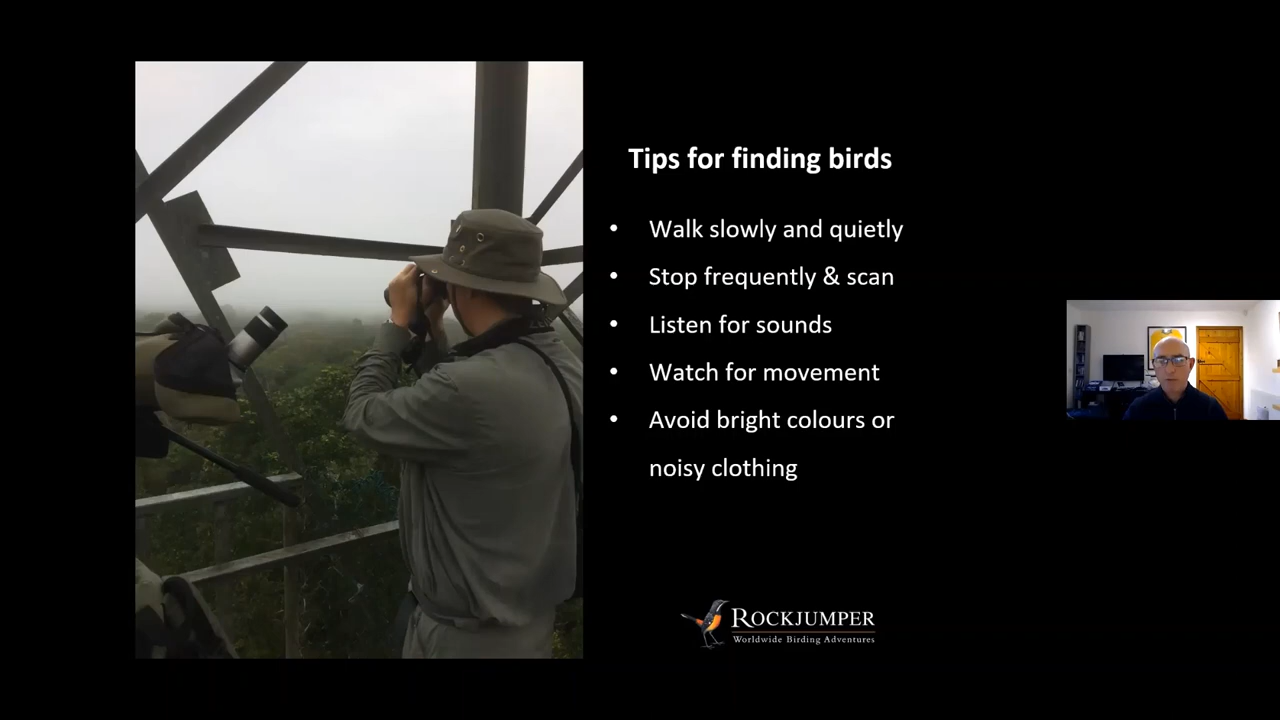 Tips for finding birds
• Walk slowly and quietly
• Stop frequently & scan
• Listen for sounds
• Watch for movement
• Avoid bright colours or
noisy clothing
ROCKJUMPER
Worldwide Birding Adventures